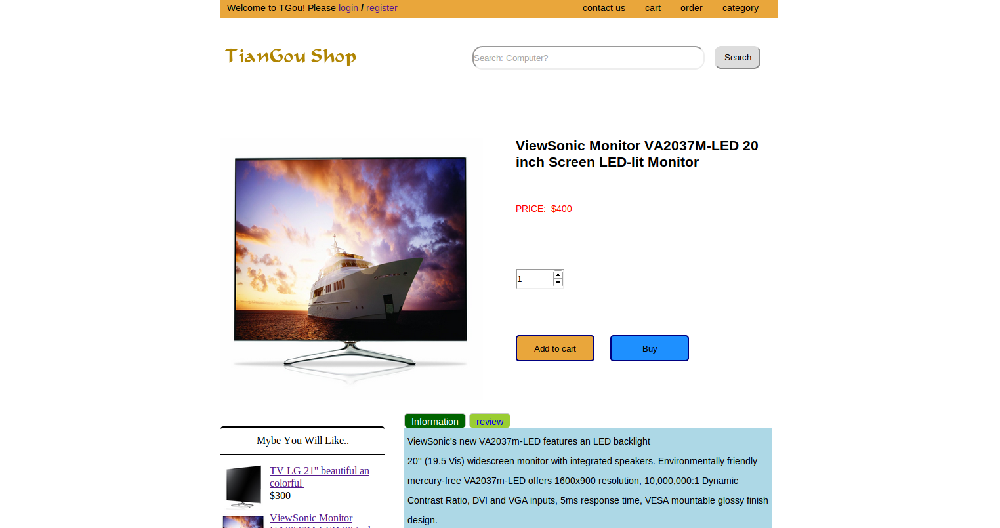 Welcome to TGou! Please login / register
contact us cart order category
TianGou Shop
Search: Computer?
Search
ViewSonic Monitor VA2037M-LED 20
inch Screen LED-lit Monitor
PRICE: $400
1
Add to cart
Buy
Information
review
Mybe You Will Like..
TV LG 21" beautiful an
colorful
$300
ViewSonic Monitor
VA2037M-LED 20 inch
ViewSonic's new VA2037m-LED features an LED backlight
20'' (19.5 Vis) widescreen monitor with integrated speakers. Environmentally friendly
mercury-free VA2037m-LED offers 1600x900 resolution, 10,000,000:1 Dynamic
Contrast Ratio, DVI and VGA inputs, 5ms response time, VESA mountable glossy finish
design.